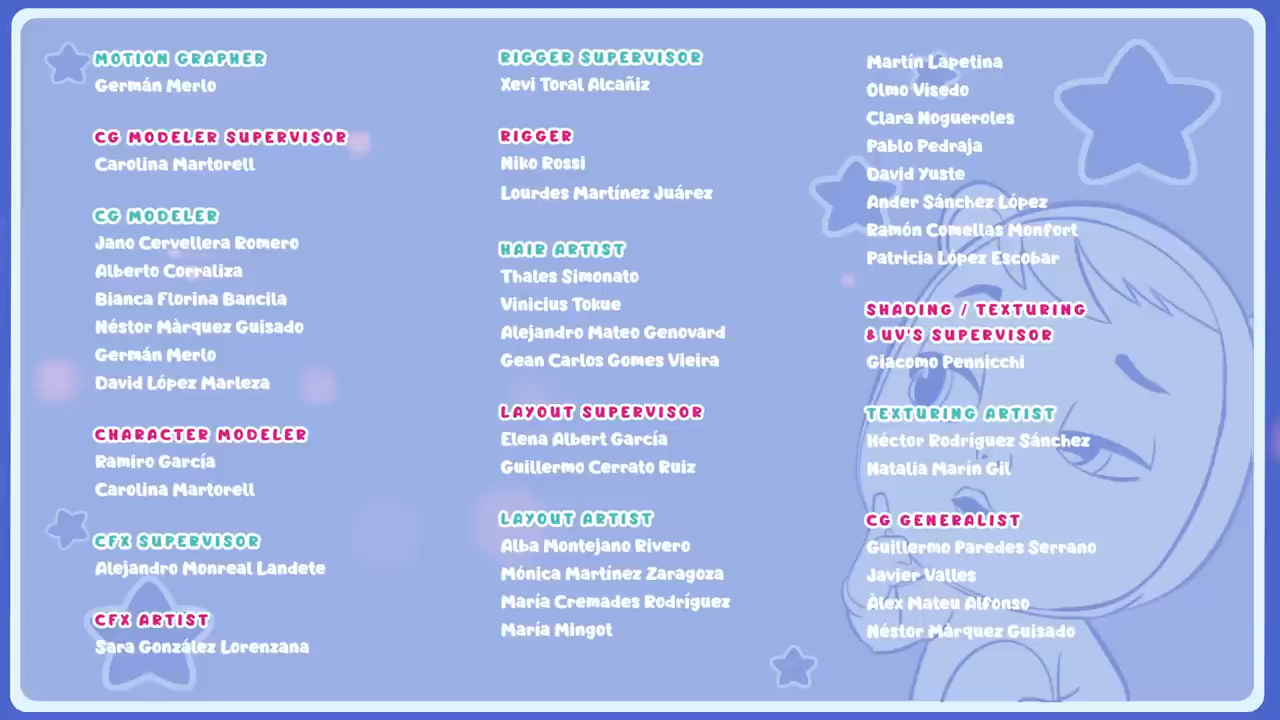 MOTION GRAPHER
Germán Merlo
CG MODELER SUPERVISOR
Carolina Martorell
CG MODELER
Jano Cervellera Romero
Alberto Corraliza
Bianca Florina Bancila
Néstor Màrquez Guisado
Germán Merlo
David López Marleza
CHARACTER MODELER
Ramiro García
Carolina Martorell
CFX SUPERVISOR
Alejandro Monreal Landete
CFX ARTIST
Sara González Lorenzana
RIGGER SUPERVISOR
Xevi Toral Alcañiz
RIGGER
Niko Rossi
Lourdes Martínez Juárez
HAIR ARTIST
Thales Simonato
Vinicius Tokue
Alejandro Mateo Genovard
Gean Carlos Gomes Vieira
LAYOUT SUPERVISOR
Elena Albert García
Guillermo Cerrato Ruiz
LAYOUT ARTIST
Alba Montejano Rivero
Mónica Martínez Zaragoza
María Cremades Rodríguez
María Mingot
Martín Lapetina
Olmo Visedo
Clara Nogueroles
Pablo Pedraja
David Yuste
Ander Sánchez López
Ramón Comellas Monfort
Patricia López Escobar
SHADING / TEXTURING
& UV'S SUPERVISOR
Giacomo Pennicchi
TEXTURING ARTIST
Héctor Rodríguez Sánchez
Natalia Marín Gil
CG GENERALIST
Guillermo Paredes Serrano
Javier Valles
Àlex Mateu Alfonso
Néstor Màrquez Guisado